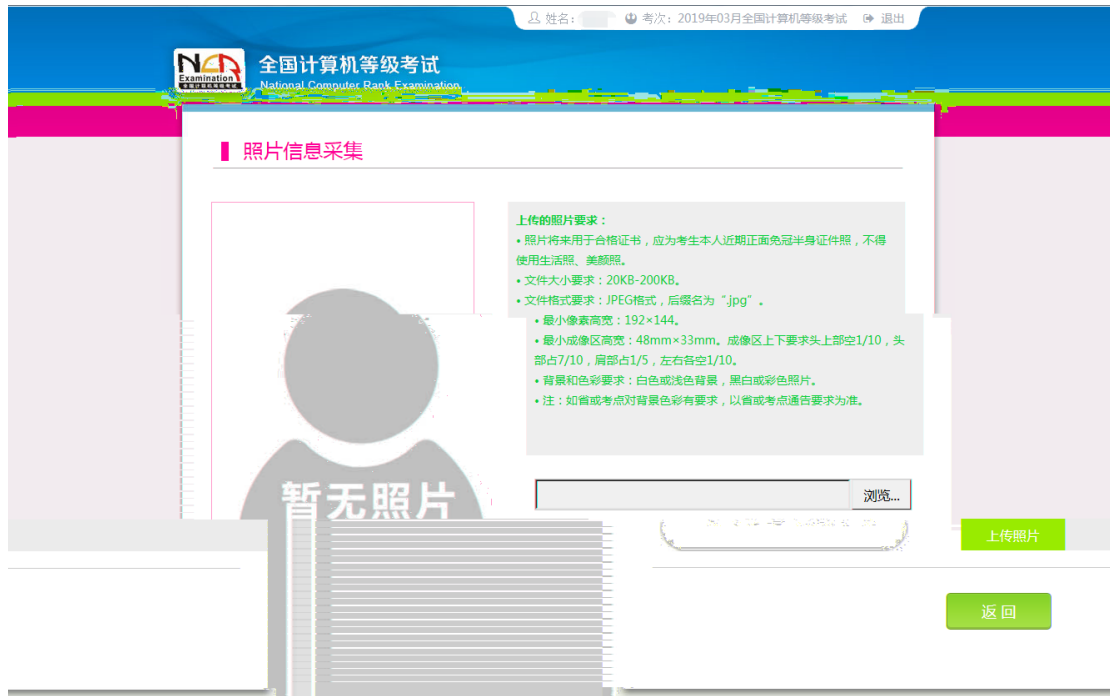 姓名：
考次：2019年03月全国计算机等级考试
退出
NCR
Examination
全国计算机等级考试
全国计算机等级考试
National Computer Rank Examination
照片信息采集
上传的照片要求：
• 照片将来用于合格证书，应为考生本人近期正面免冠半身证件照，不得
使用生活照、美颜照。
• 文件大小要求：20KB-200KB。
• 文件格式要求：JPEG格式，后缀名为“.jpg”。
• 最小像素高宽：192×144。
• 最小成像区高宽：48mm×33mm。成像区上下要求头上部空1/10，头
部占7/10，肩部占1/5，左右各空1/10。
• 背景和色彩要求：白色或浅色背景，黑白或彩色照片。
• 注：如省或考点对背景色彩有要求，以省或考点通告要求为准。
暂无照片
浏览...
上传照片
返回